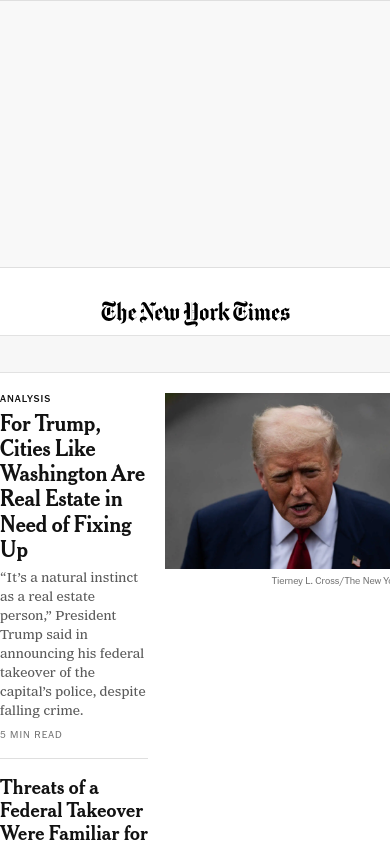 The New York Times
ANALYSIS
For Trump,
Cities Like
Washington Are
Real Estate in
Need of Fixing
Up
“It’s a natural instinct
as a real estate
person,” President
Trump said in
announcing his federal
takeover of the
capital’s police, despite
falling crime.
5 MIN READ
Tierney L. Cross/The New Yo
Threats of a
Federal Takeover
Were Familiar for